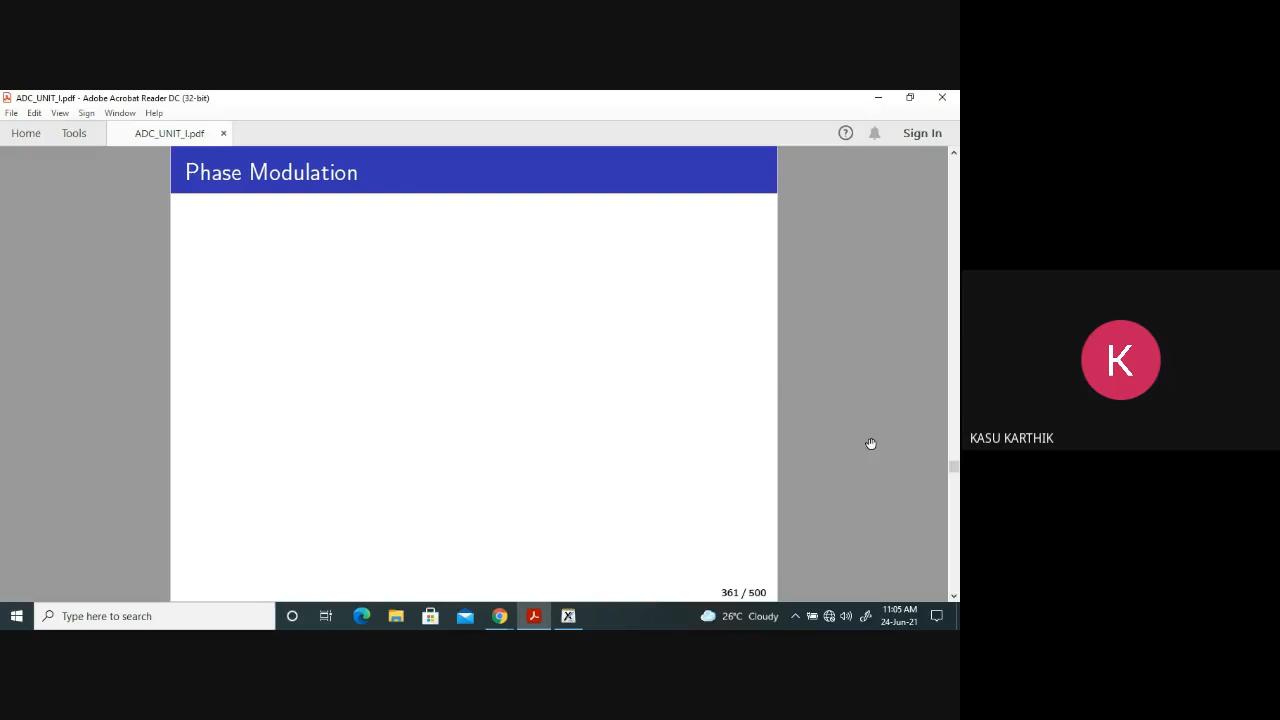 ADC_UNIT_I.pdf - Adobe Acrobat Reader DC (32-bit)
File Edit View Sign Window Help
Home Tools ADC_UNIT_I.pdf × ? Sign In
Phase Modulation
K
KASU KARTHIK
361 / 500
Type here to search
26°C Cloudy
11:05 AM
24-Jun-21